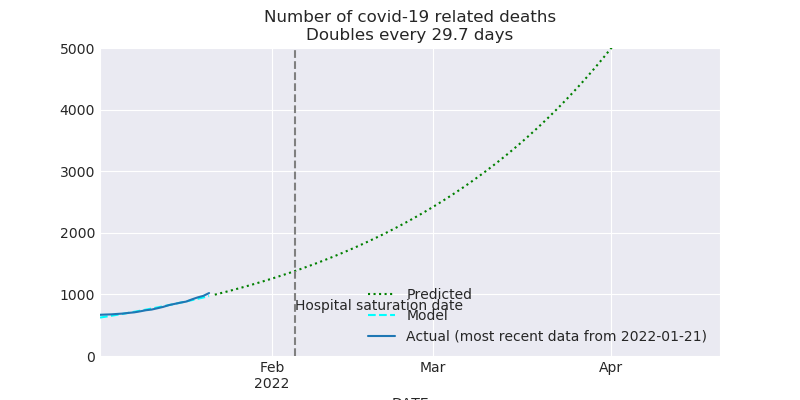 Number of covid-19 related deaths
Doubles every 29.7 days
5000
4000
3000
2000
1000
0
Hospital saturation date
Predicted
Model
Actual (most recent data from 2022-01-21)
Feb
2022
Mar
Apr
DATE